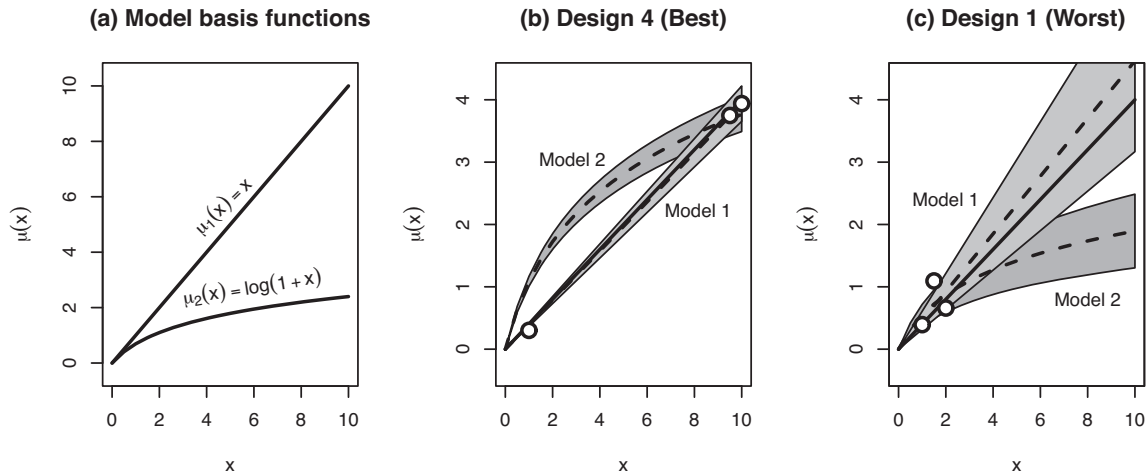 (a) Model basis functions
μ(x)
10
8
6
4
2
0
μ₁(x) = x
μ₂(x) = log(1 + x)
0 2 4 6 8 10
x
(b) Design 4 (Best)
μ(x)
4
3
2
1
0
Model 2
Model 1
0 2 4 6 8 10
x
(c) Design 1 (Worst)
μ(x)
4
3
2
1
0
Model 1
Model 2
0 2 4 6 8 10
x